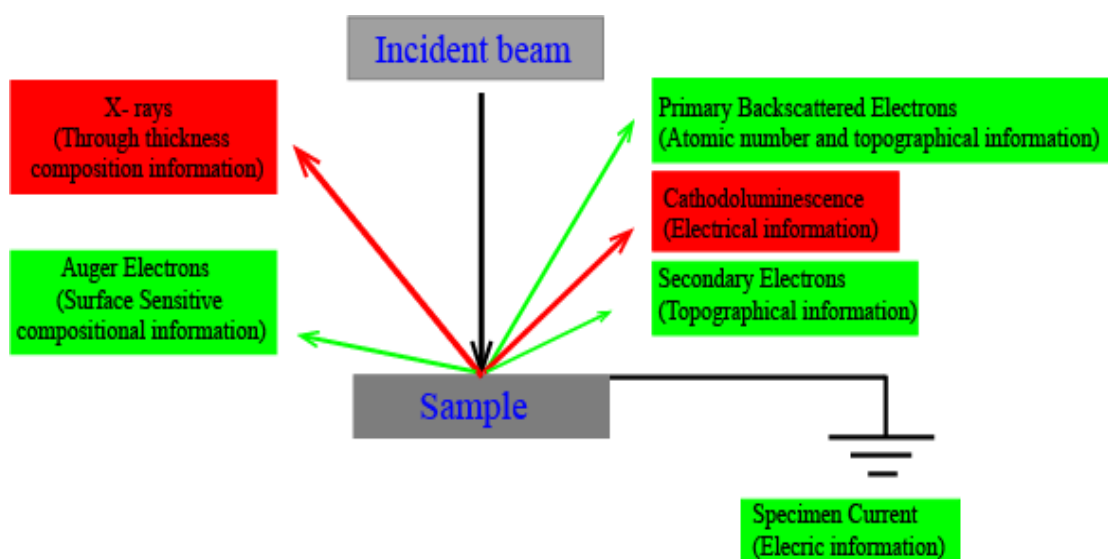 Incident beam
X- rays
(Through thickness
composition information)
Primary Backscattered Electrons
(Atomic number and topographical information)
Cathodoluminescence
(Electrical information)
Auger Electrons
(Surface Sensitive
compositional information)
Secondary Electrons
(Topographical information)
Sample
Specimen Current
(Elecric information)